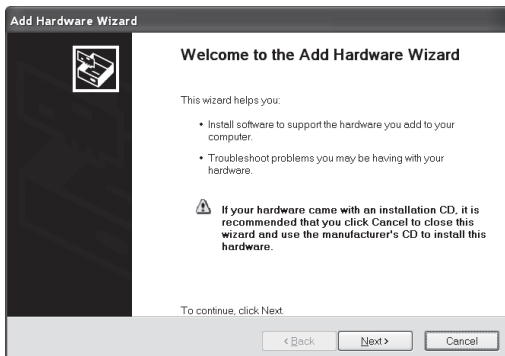 Add Hardware Wizard
Welcome to the Add Hardware Wizard
This wizard helps you:
• Install software to support the hardware you add to your
computer.
• Troubleshoot problems you may be having with your
hardware.
If your hardware came with an installation CD, it is
recommended that you click Cancel to close this
wizard and use the manufacturer's CD to install this
hardware.
To continue, click Next.
< Back
Next >
Cancel